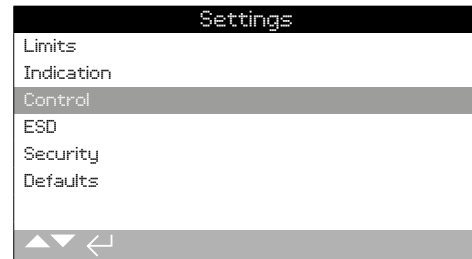 Settings
Limits
Indication
Control
ESD
Security
Defaults